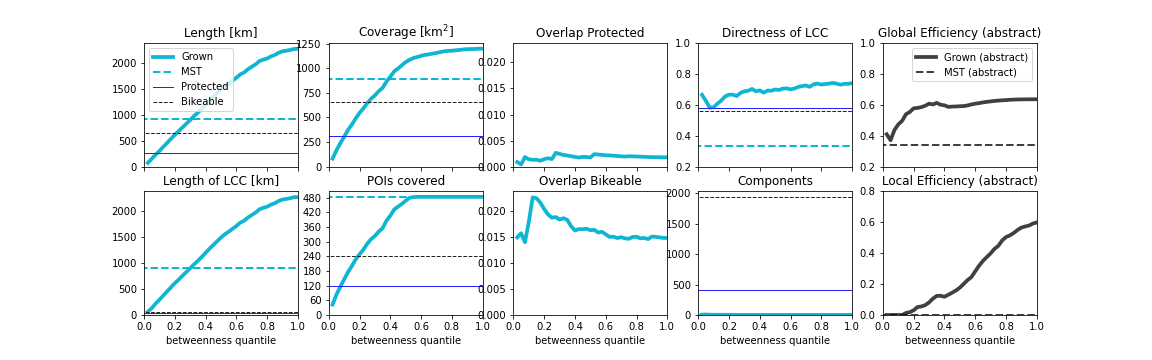 Length [km]
Coverage [km²]
Overlap Protected
Directness of LCC
Global Efficiency (abstract)
Grown
MST
Protected
Bikeable
Grown (abstract)
MST (abstract)
2000
1500
1000
500
0
1250
1000
750
500
250
0
0.020
0.015
0.010
0.005
0.000
1.0
0.8
0.6
0.4
0.2
1.0
0.8
0.6
0.4
0.2
Length of LCC [km]
POIs covered
Overlap Bikeable
Components
Local Efficiency (abstract)
2000
1500
1000
500
0
480
420
360
300
240
180
120
60
0
0.020
0.015
0.010
0.005
0.000
2000
1500
1000
500
0
0.8
0.6
0.4
0.2
0.0
0.0 0.2 0.4 0.6 0.8 1.0
0.0 0.2 0.4 0.6 0.8 1.0
0.0 0.2 0.4 0.6 0.8 1.0
0.0 0.2 0.4 0.6 0.8 1.0
0.0 0.2 0.4 0.6 0.8 1.0
betweenness quantile
betweenness quantile
betweenness quantile
betweenness quantile
betweenness quantile